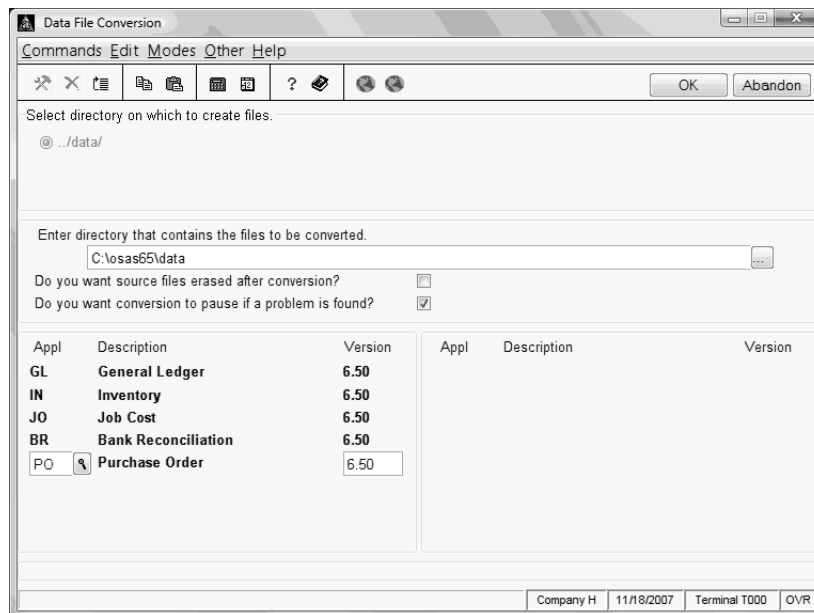 Data File Conversion
Commands Edit Modes Other Help
OK Abandon
Select directory on which to create files.
../data/
Enter directory that contains the files to be converted.
C:\osas65\data
...
Do you want source files erased after conversion?
Do you want conversion to pause if a problem is found?
Appl Description Version Appl Description Version
GL General Ledger 6.50
IN Inventory 6.50
JO Job Cost 6.50
BR Bank Reconciliation 6.50
PO Purchase Order 6.50
Company H 11/18/2007 Terminal T000 OVR